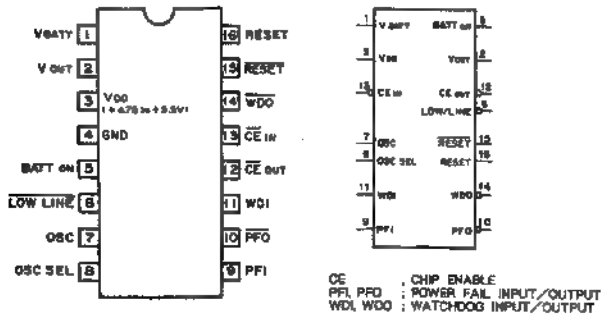 VBATT 1
V OUT 2
3 VDD
(+4.75 to +5.5V)
4 GND
BATT ON 5
LOW LINE 6
OSC 7
OSC SEL 8
16 RESET
15 RESET
14 WDO
13 CE IN
12 CE OUT
11 WDI
10 PFO
9 PFI
1 V.BATT BATT ON 5
3 VDD VOUT 2
13 CE IN CE OUT 12
LOW/LINE 6
7 OSC RESET 15
8 OSC SEL RESET 16
11 WDI WDO 14
9 PFI PFO 10
CE : CHIP ENABLE
PFI, PFO : POWER FAIL INPUT/OUTPUT
WDI, WDO : WATCHDOG INPUT/OUTPUT